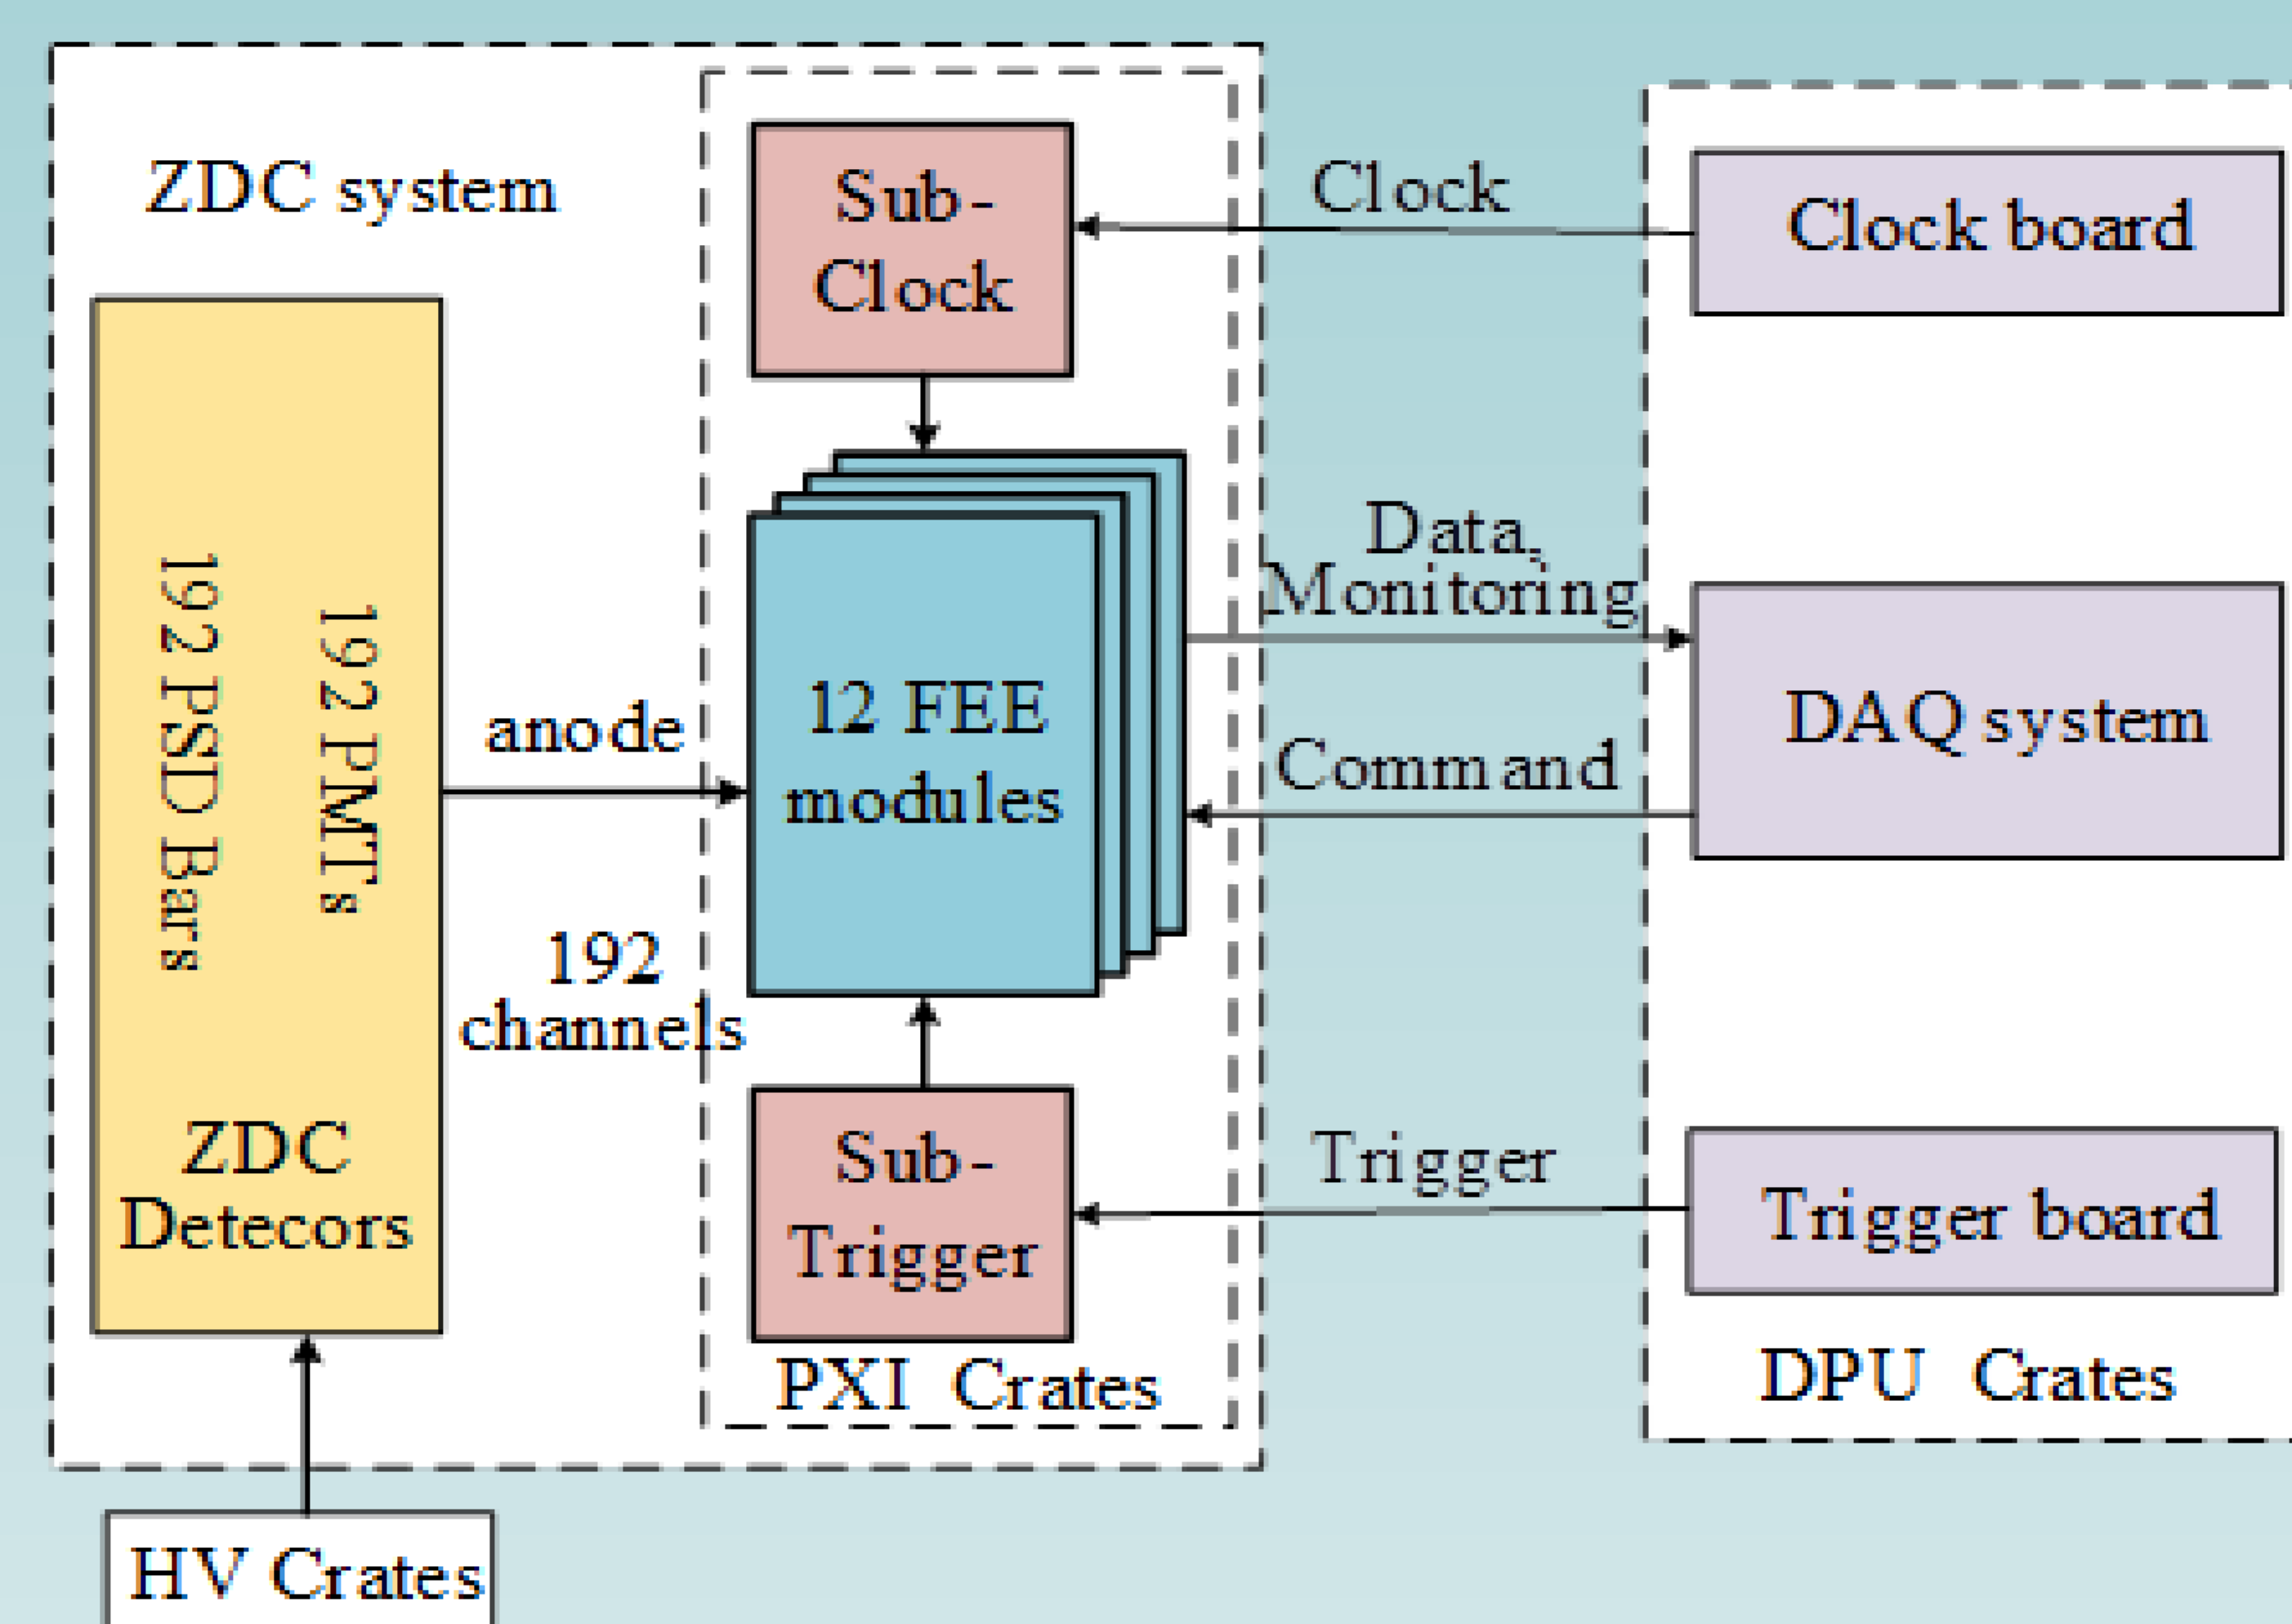 ZDC system
192 PSD Bars
192 PMTs
ZDC
Detecors
HV Crates
anode
192
channels
Sub-
Clock
12 FEE
modules
Sub-
Trigger
PXI Crates
Clock
Data,
Monitoring
Command
Trigger
Clock board
DAQ system
Trigger board
DPU Crates